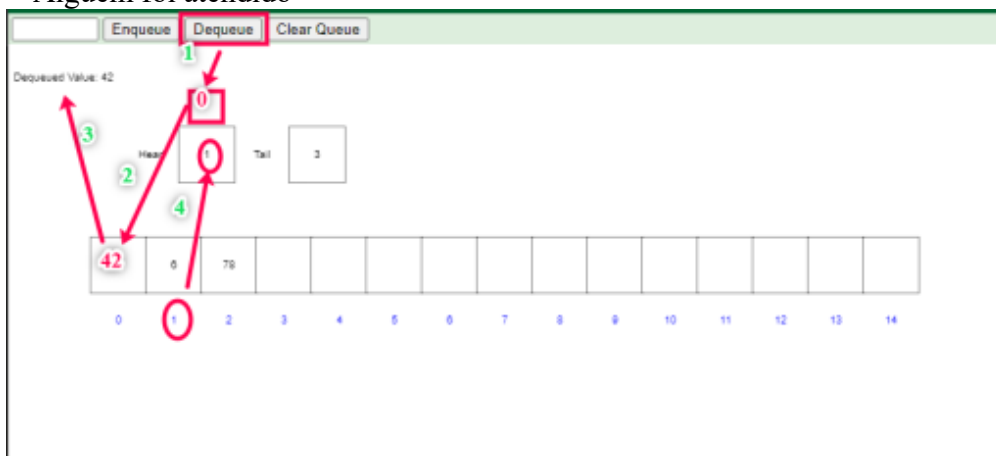 Alguém foi atendido
Enqueue Dequeue Clear Queue
1
Dequeued Value: 42
0
3
Head 1 Tail 3
2
4
42 6 78
0 1 2 3 4 5 6 7 8 9 10 11 12 13 14